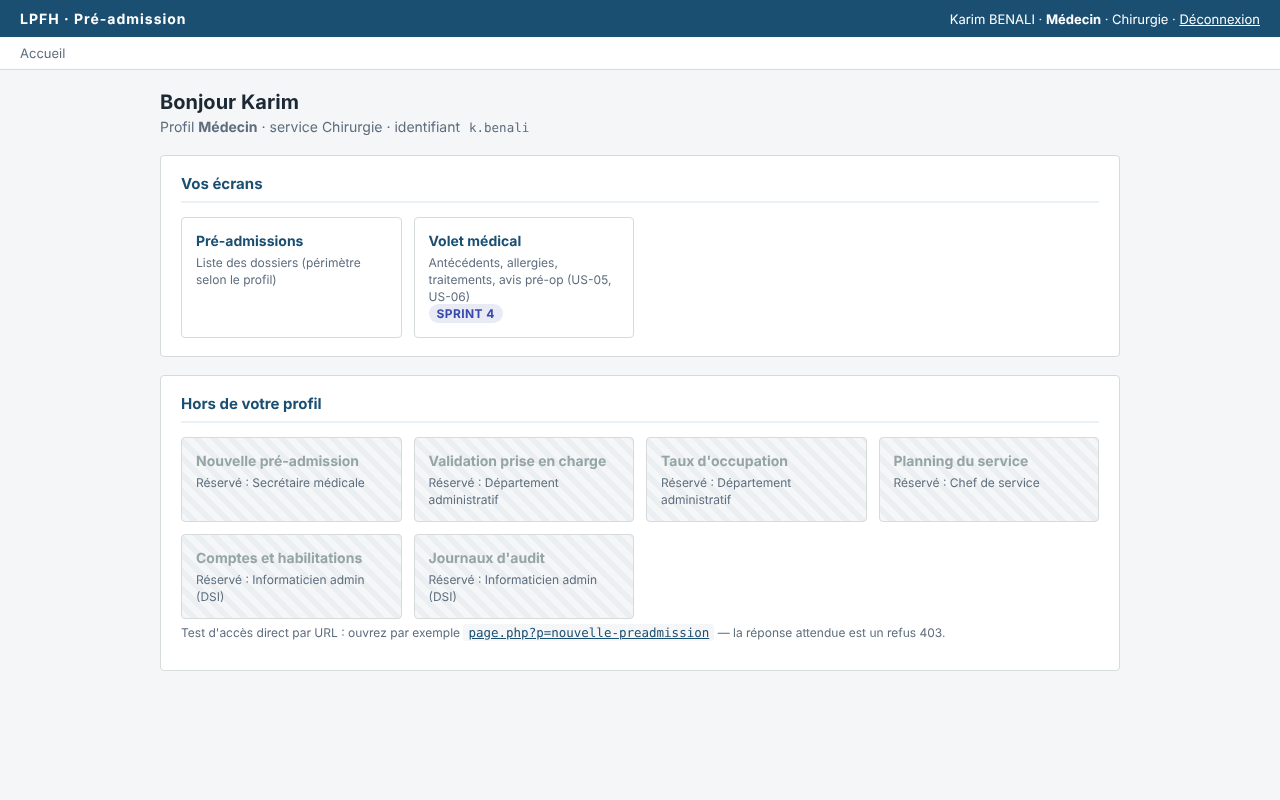 LPFH · Pré-admission
Karim BENALI · Médecin · Chirurgie · Déconnexion
Accueil
Bonjour Karim
Profil Médecin · service Chirurgie · identifiant k.benali
Vos écrans
Pré-admissions
Liste des dossiers (périmètre
selon le profil)
Volet médical
Antécédents, allergies,
traitements, avis pré-op (US-05,
US-06)
SPRINT 4
Hors de votre profil
Nouvelle pré-admission
Réservé : Secrétaire médicale
Validation prise en charge
Réservé : Département
administratif
Taux d'occupation
Réservé : Département
administratif
Planning du service
Réservé : Chef de service
Comptes et habilitations
Réservé : Informaticien admin
(DSI)
Journaux d'audit
Réservé : Informaticien admin
(DSI)
Test d'accès direct par URL : ouvrez par exemple page.php?p=nouvelle-preadmission — la réponse attendue est un refus 403.